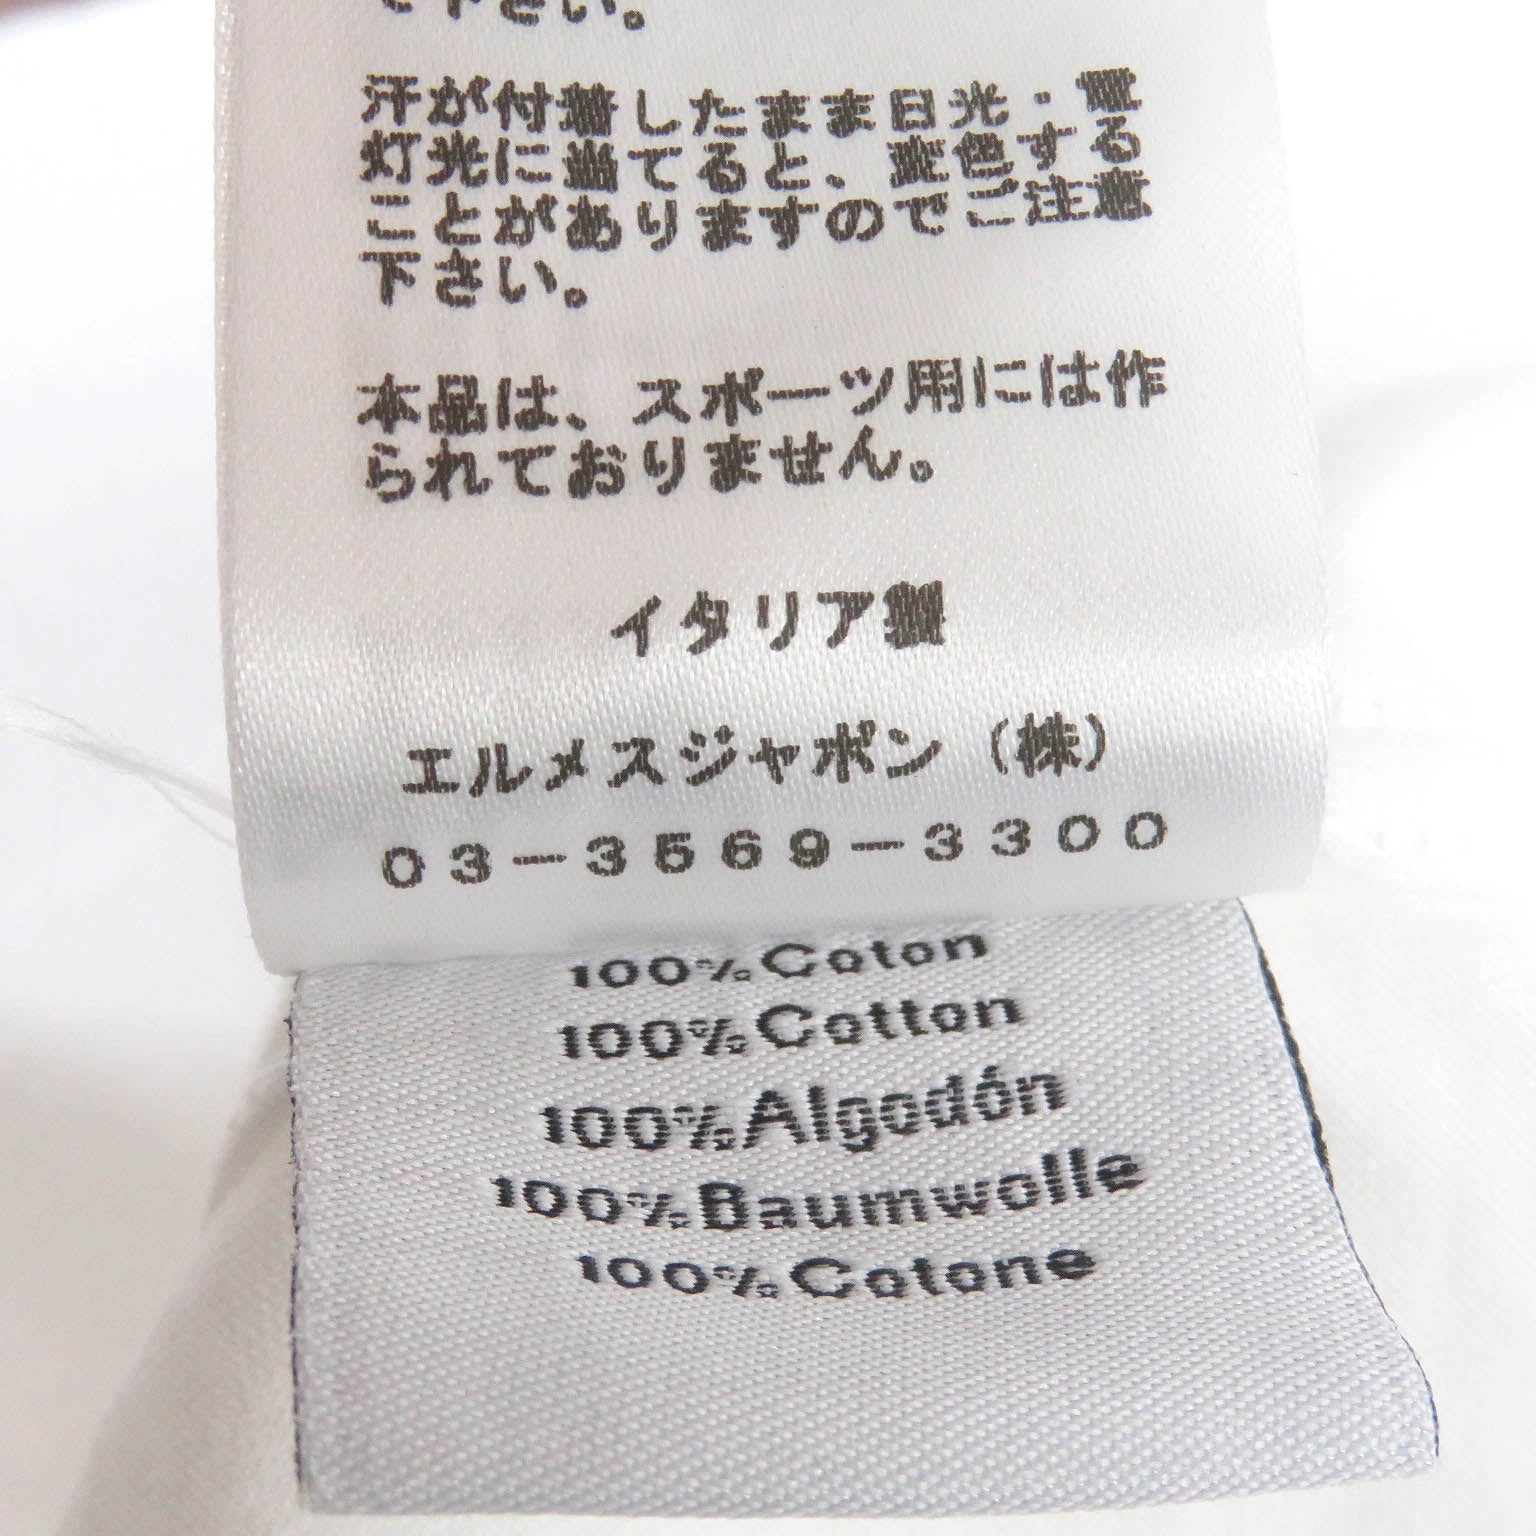 て下さい。
汗が付着したまま日光・電
灯光に当てると、変色する
ことがありますのでご注意
下さい。
本品は、スポーツ用には作
られておりません。
イタリア製
エルメスジャポン（株）
03-3569-3300
100%Coton
100%Cotton
100%Algodón
100%Baumwolle
100%Cotone